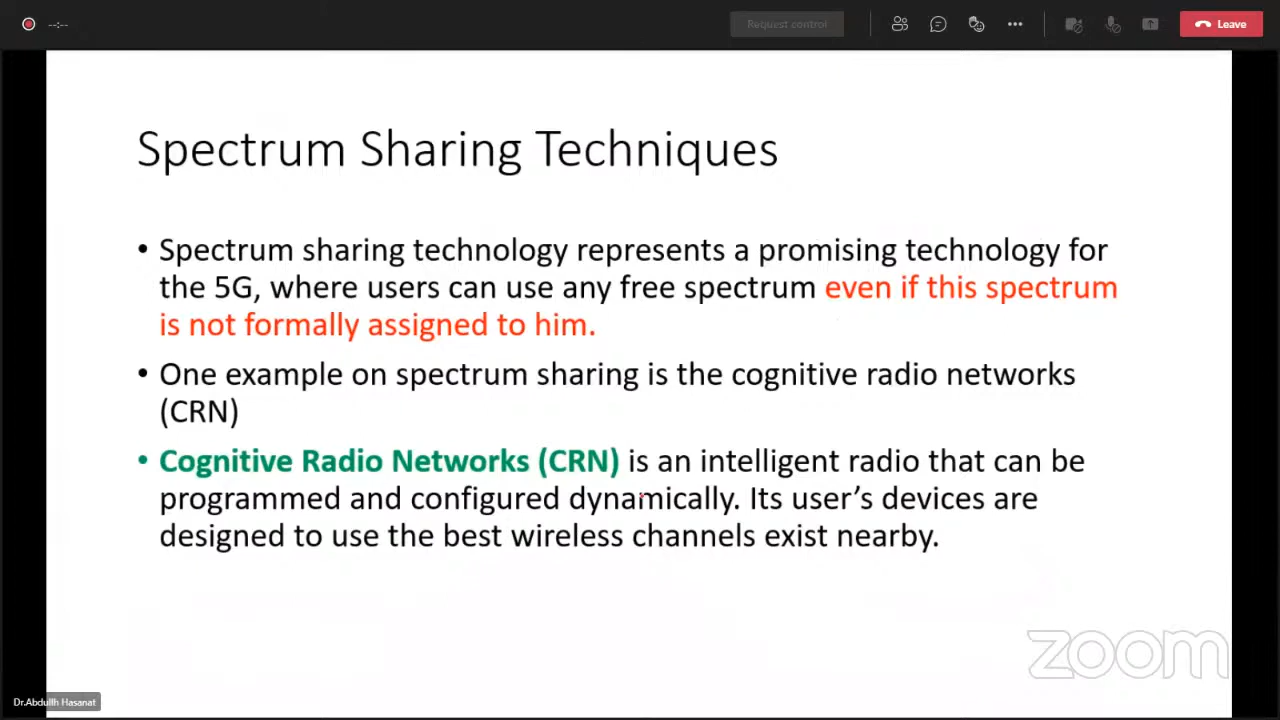 --:--
Request control
Leave
Spectrum Sharing Techniques
• Spectrum sharing technology represents a promising technology for
the 5G, where users can use any free spectrum even if this spectrum
is not formally assigned to him.
• One example on spectrum sharing is the cognitive radio networks
(CRN)
• Cognitive Radio Networks (CRN) is an intelligent radio that can be
programmed and configured dynamically. Its user’s devices are
designed to use the best wireless channels exist nearby.
zoom
Dr.Abdullh Hasanat